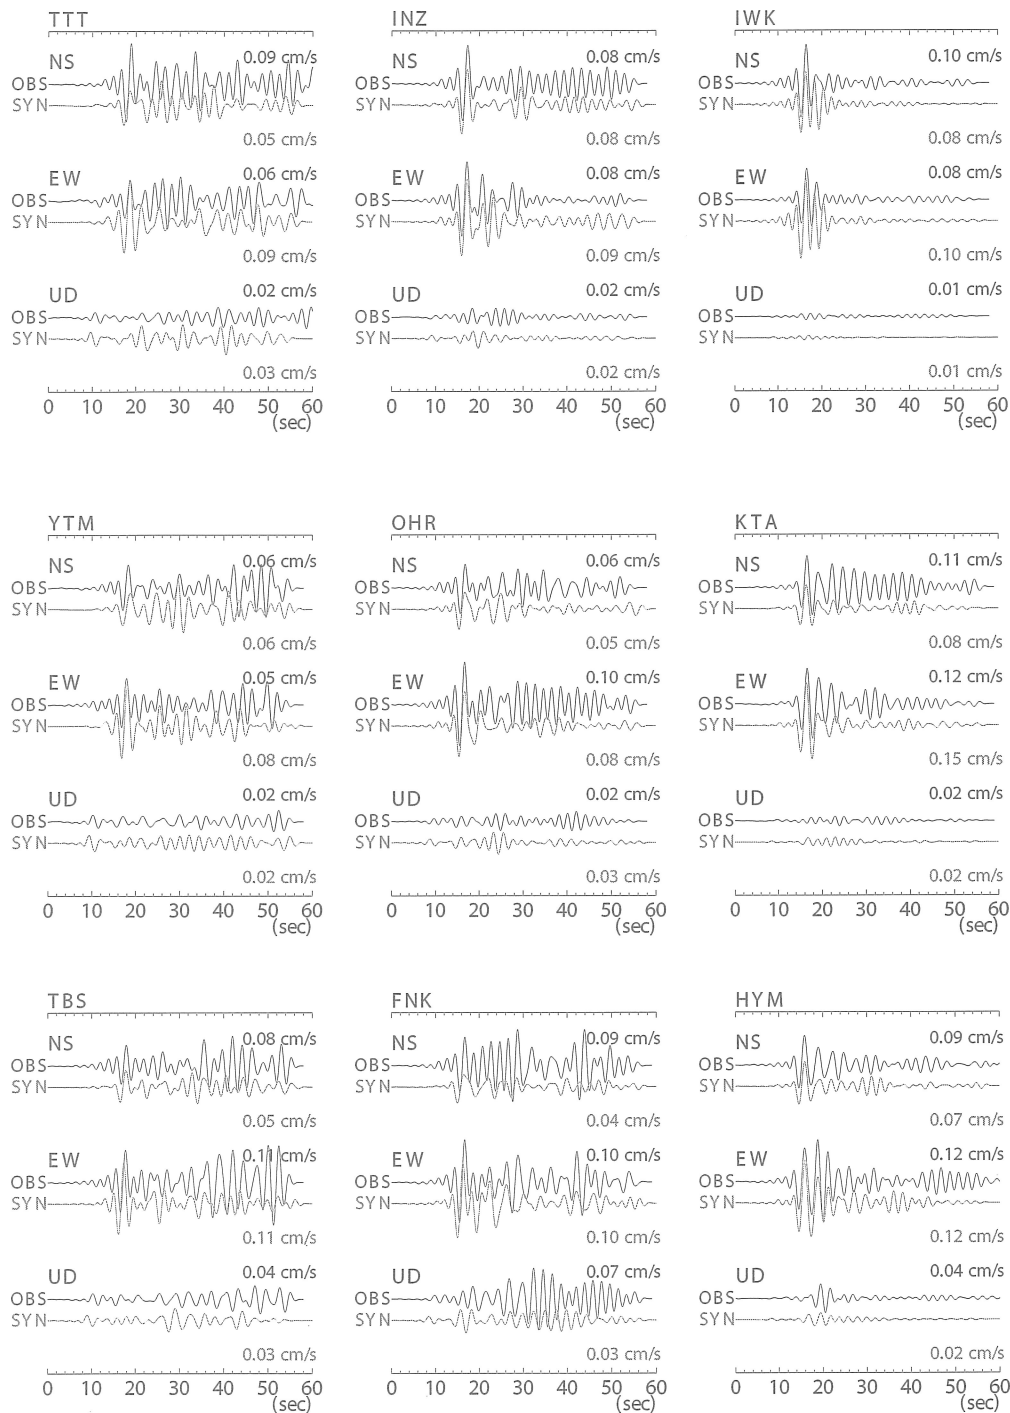 TTT
NS 0.09 cm/s
OBS
SYN
0.05 cm/s
EW 0.06 cm/s
OBS
SYN
0.09 cm/s
UD 0.02 cm/s
OBS
SYN
0.03 cm/s
0 10 20 30 40 50 60
(sec)
INZ
NS 0.08 cm/s
OBS
SYN
0.08 cm/s
EW 0.08 cm/s
OBS
SYN
0.09 cm/s
UD 0.02 cm/s
OBS
SYN
0.02 cm/s
0 10 20 30 40 50 60
(sec)
IWK
NS 0.10 cm/s
OBS
SYN
0.08 cm/s
EW 0.08 cm/s
OBS
SYN
0.10 cm/s
UD 0.01 cm/s
OBS
SYN
0.01 cm/s
0 10 20 30 40 50 60
(sec)
YTM
NS 0.06 cm/s
OBS
SYN
0.06 cm/s
EW 0.05 cm/s
OBS
SYN
0.08 cm/s
UD 0.02 cm/s
OBS
SYN
0.02 cm/s
0 10 20 30 40 50 60
(sec)
OHR
NS 0.06 cm/s
OBS
SYN
0.05 cm/s
EW 0.10 cm/s
OBS
SYN
0.08 cm/s
UD 0.02 cm/s
OBS
SYN
0.03 cm/s
0 10 20 30 40 50 60
(sec)
KTA
NS 0.11 cm/s
OBS
SYN
0.08 cm/s
EW 0.12 cm/s
OBS
SYN
0.15 cm/s
UD 0.02 cm/s
OBS
SYN
0.02 cm/s
0 10 20 30 40 50 60
(sec)
TBS
NS 0.08 cm/s
OBS
SYN
0.05 cm/s
EW 0.11 cm/s
OBS
SYN
0.11 cm/s
UD 0.04 cm/s
OBS
SYN
0.03 cm/s
0 10 20 30 40 50 60
(sec)
FNK
NS 0.09 cm/s
OBS
SYN
0.04 cm/s
EW 0.10 cm/s
OBS
SYN
0.10 cm/s
UD 0.07 cm/s
OBS
SYN
0.03 cm/s
0 10 20 30 40 50 60
(sec)
HYM
NS 0.09 cm/s
OBS
SYN
0.07 cm/s
EW 0.12 cm/s
OBS
SYN
0.12 cm/s
UD 0.04 cm/s
OBS
SYN
0.02 cm/s
0 10 20 30 40 50 60
(sec)